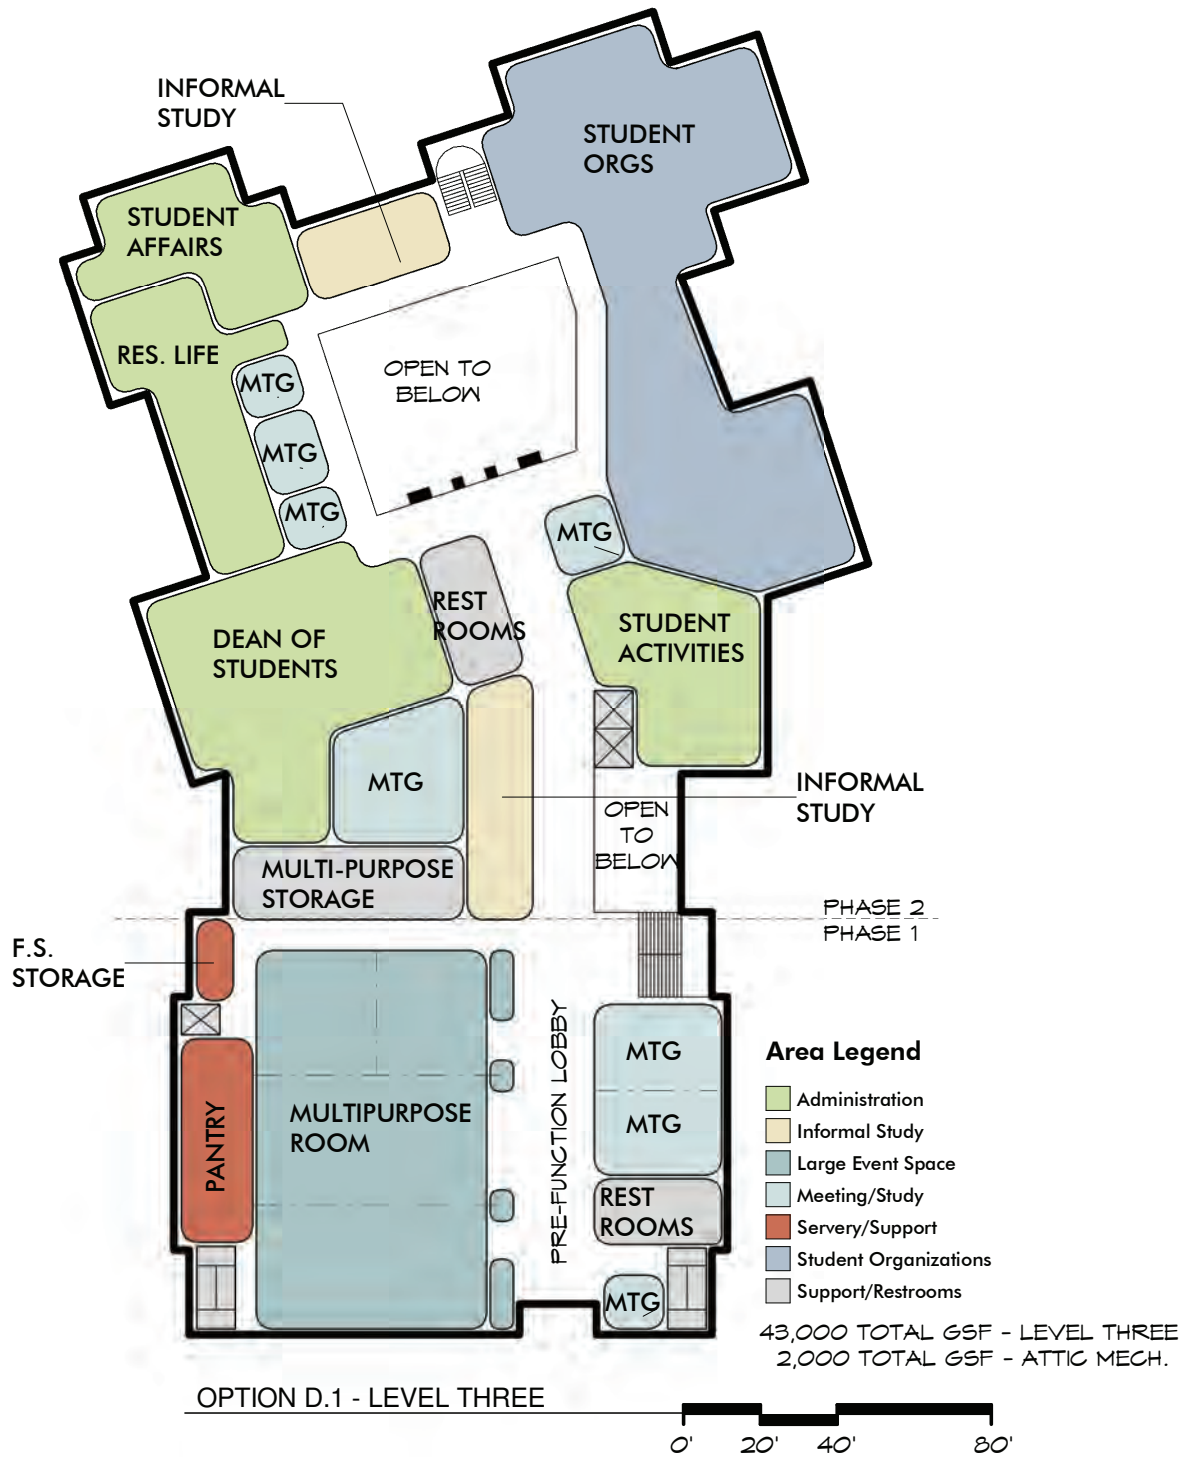 INFORMAL
STUDY
STUDENT
ORGS
STUDENT
AFFAIRS
RES. LIFE
MTG
OPEN TO
BELOW
MTG
MTG
MTG
REST
ROOMS
DEAN OF
STUDENTS
STUDENT
ACTIVITIES
MTG
INFORMAL
STUDY
OPEN
TO
BELOW
MULTI-PURPOSE
STORAGE
PHASE 2
PHASE 1
F.S.
STORAGE
PRE-FUNCTION LOBBY
MTG
MTG
MULTIPURPOSE
ROOM
PANTRY
REST
ROOMS
MTG
Area Legend
Administration
Informal Study
Large Event Space
Meeting/Study
Servery/Support
Student Organizations
Support/Restrooms
43,000 TOTAL GSF - LEVEL THREE
2,000 TOTAL GSF - ATTIC MECH.
OPTION D.1 - LEVEL THREE
0' 20' 40' 80'